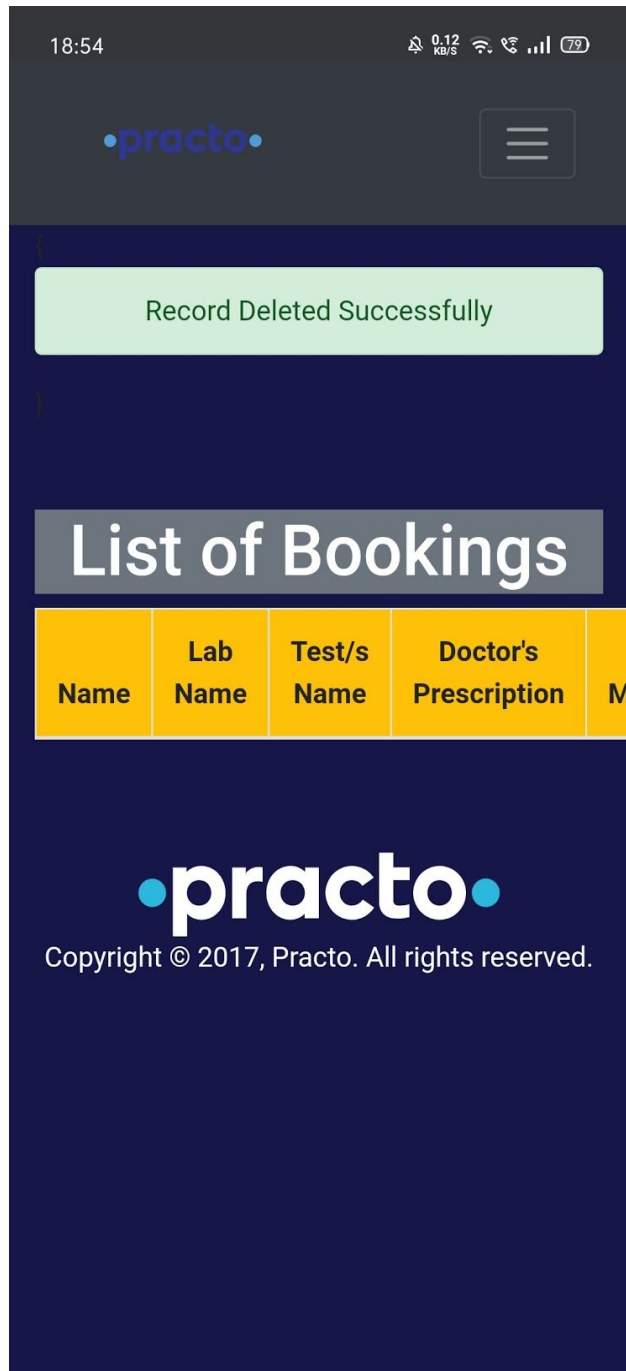 18:54 0.12 KB/S 79
•practo•
{
Record Deleted Successfully
}
List of Bookings
Name Lab Name Test/s Name Doctor's Prescription M
•practo•
Copyright © 2017, Practo. All rights reserved.